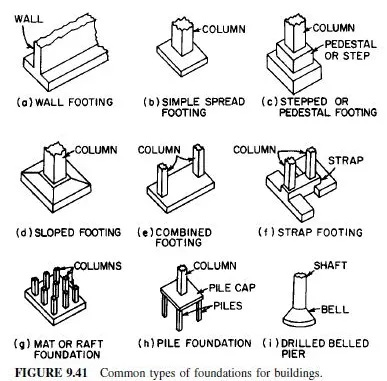 WALL
(a) WALL FOOTING
COLUMN
(b) SIMPLE SPREAD
FOOTING
COLUMN
PEDESTAL
OR STEP
(c) STEPPED OR
PEDESTAL FOOTING
COLUMN
(d) SLOPED FOOTING
COLUMN
(e) COMBINED
FOOTING
STRAP
(f) STRAP FOOTING
COLUMNS
(g) MAT OR RAFT
FOUNDATION
COLUMN
PILE CAP
PILES
(h) PILE FOUNDATION
SHAFT
BELL
(i) DRILLED BELLED
PIER
FIGURE 9.41 Common types of foundations for buildings.